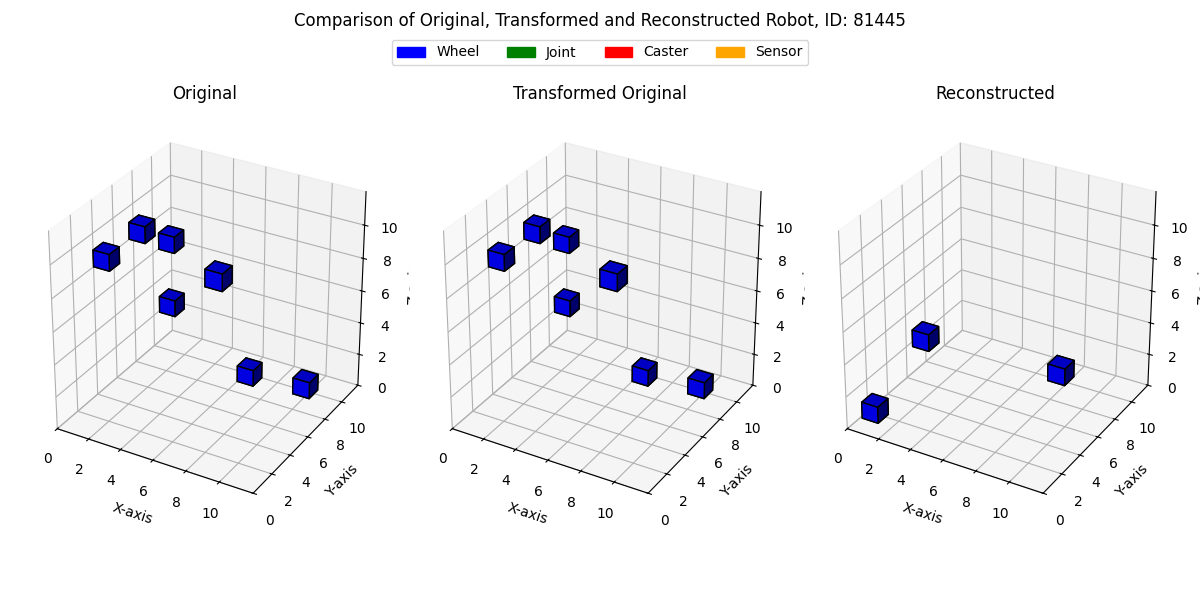 Comparison of Original, Transformed and Reconstructed Robot, ID: 81445
Wheel Joint Caster Sensor
Original
Transformed Original
Reconstructed
0 2 4 6 8 10
X-axis
0 2 4 6 8 10
Y-axis
0 2 4 6 8 10
0 2 4 6 8 10
X-axis
0 2 4 6 8 10
Y-axis
0 2 4 6 8 10
0 2 4 6 8 10
X-axis
0 2 4 6 8 10
Y-axis
0 2 4 6 8 10